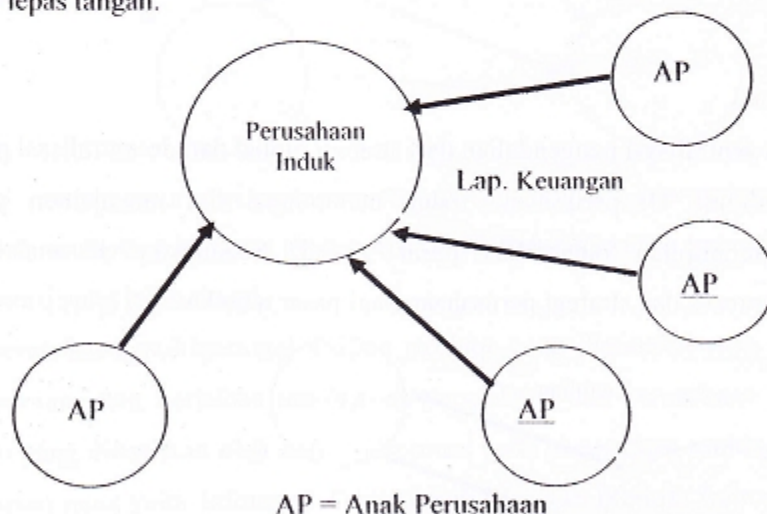 lepas tangan.
AP
Perusahaan
Induk
Lap. Keuangan
AP
AP
AP
AP = Anak Perusahaan